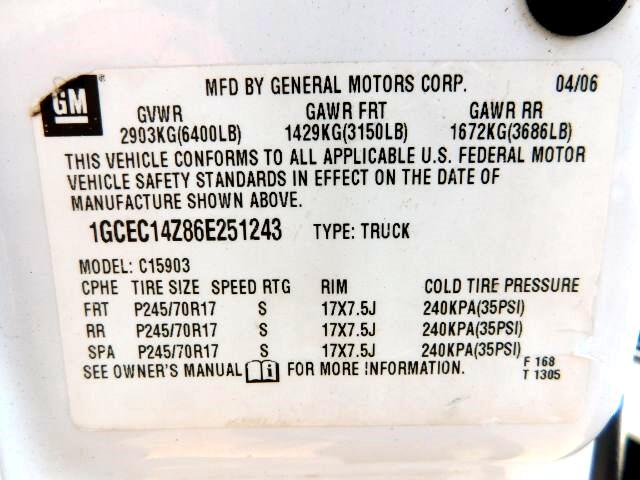 GM MFD BY GENERAL MOTORS CORP. 04/06
GVWR GAWR FRT GAWR RR
2903KG(6400LB) 1429KG(3150LB) 1672KG(3686LB)
THIS VEHICLE CONFORMS TO ALL APPLICABLE U.S. FEDERAL MOTOR
VEHICLE SAFETY STANDARDS IN EFFECT ON THE DATE OF
MANUFACTURE SHOWN ABOVE.
1GCEC14Z86E251243 TYPE: TRUCK
MODEL: C15903
CPHE TIRE SIZE SPEED RTG RIM COLD TIRE PRESSURE
FRT P245/70R17 S 17X7.5J 240KPA(35PSI)
RR P245/70R17 S 17X7.5J 240KPA(35PSI)
SPA P245/70R17 S 17X7.5J 240KPA(35PSI)
SEE OWNER'S MANUAL i FOR MORE INFORMATION.
F 168
T 1305